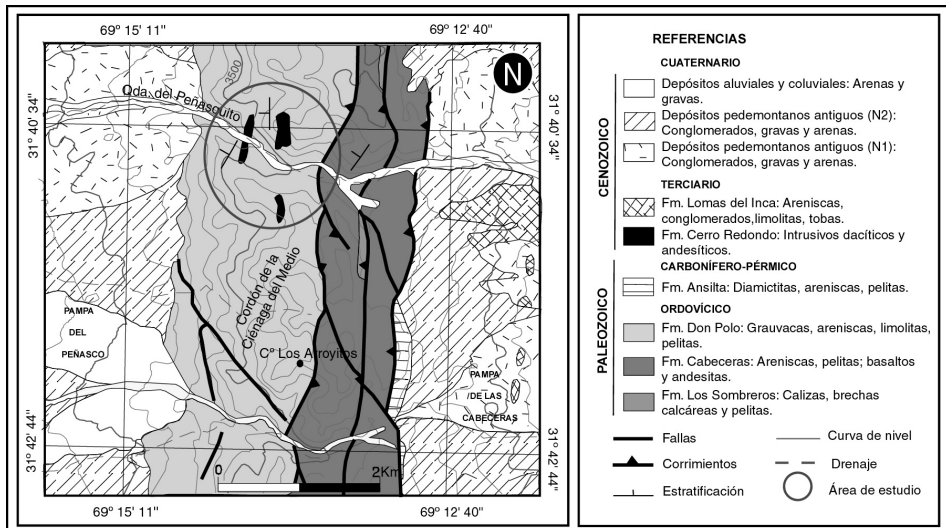 69º 15' 11''
69º 12' 40''
31º 40' 34''
31º 40' 34''
3500
N
Qda. del Peñasquito
Cordón de la
Ciénaga del Medio
Cº Los Arroyitos
PAMPA
DEL
PEÑASCO
PAMPA
DE LAS
CABECERAS
31º 42' 44''
31º 42' 44''
0
2Km
69º 15' 11''
69º 12' 40''
REFERENCIAS
CENOZOICO
CUATERNARIO
Depósitos aluviales y coluviales: Arenas y
gravas.
Depósitos pedemontanos antiguos (N2):
Conglomerados, gravas y arenas.
Depósitos pedemontanos antiguos (N1):
Conglomerados, gravas y arenas.
TERCIARIO
Fm. Lomas del Inca: Areniscas,
conglomerados,limolitas, tobas.
Fm. Cerro Redondo: Intrusivos dacíticos y
andesíticos.
PALEOZOICO
CARBONÍFERO-PÉRMICO
Fm. Ansilta: Diamictitas, areniscas, pelitas.
ORDOVÍCICO
Fm. Don Polo: Grauvacas, areniscas, limolitas,
pelitas.
Fm. Cabeceras: Areniscas, pelitas; basaltos
y andesitas.
Fm. Los Sombreros: Calizas, brechas
calcáreas y pelitas.
Fallas
Curva de nivel
Corrimientos
Drenaje
Estratificación
Área de estudio